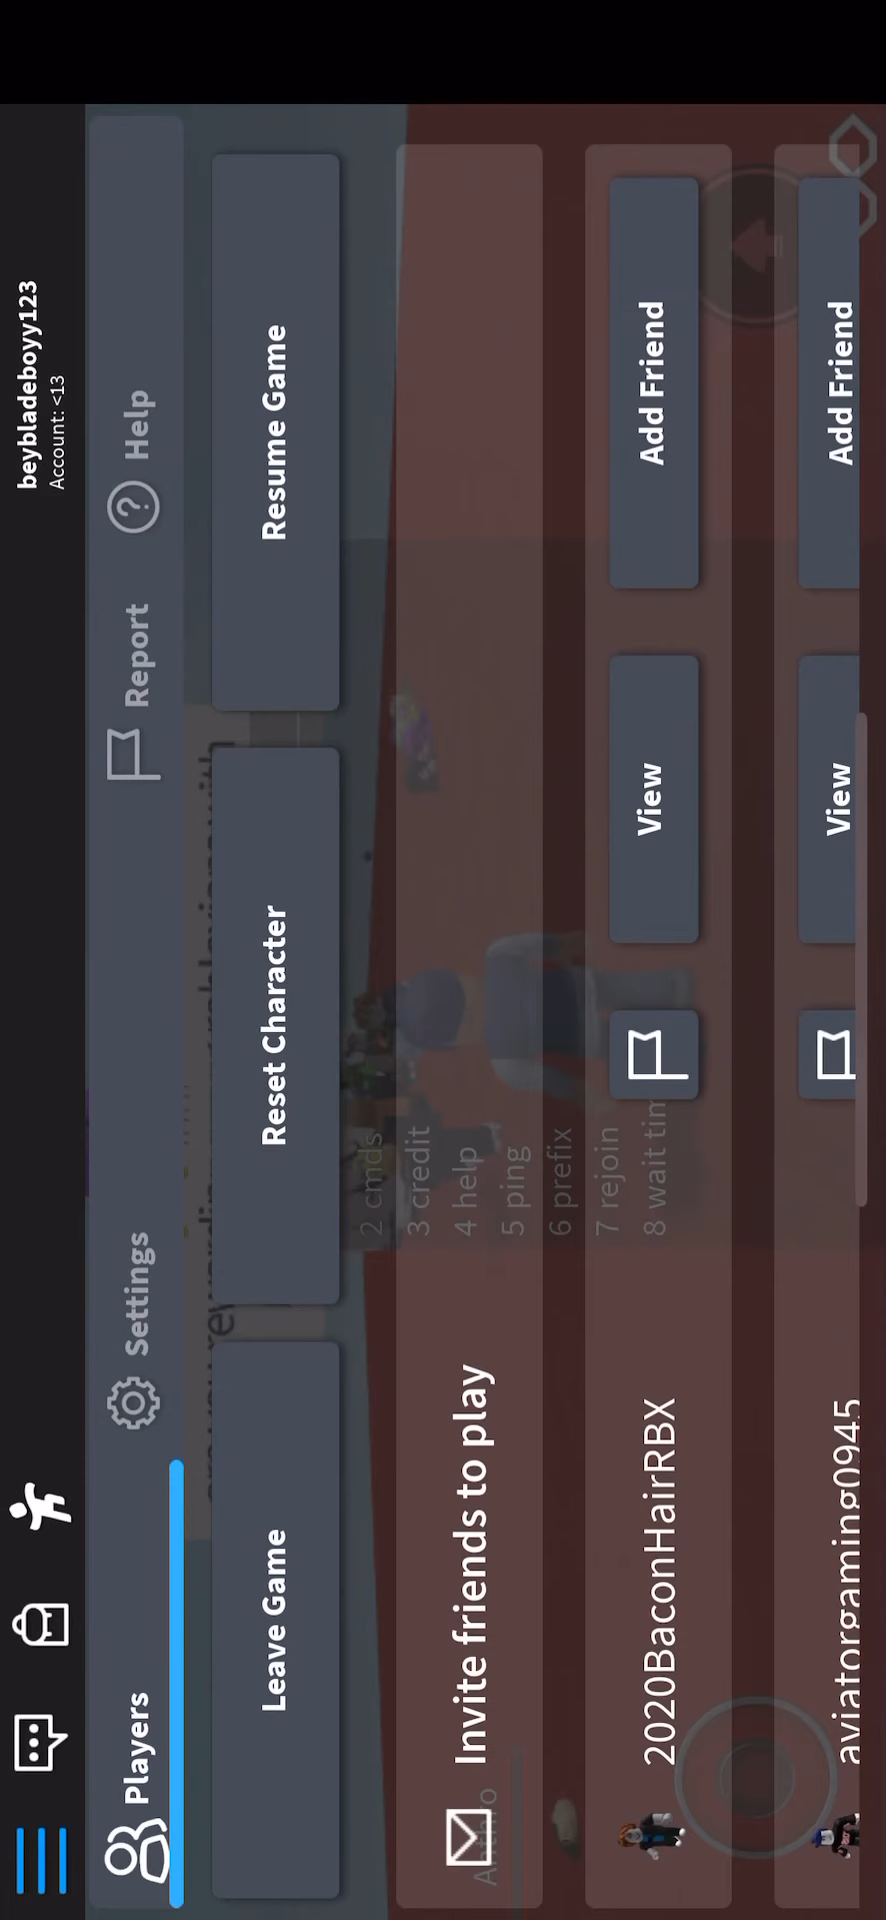 beybladeboyy123
Account: <13
Players
Settings
Report
Help
Leave Game
Reset Character
Resume Game
2 cmds
3 credit
4 help
5 ping
6 prefix
7 rejoin
8 wait tim
Invite friends to play
2020BaconHairRBX
View
Add Friend
aviatorgaming0945
View
Add Friend